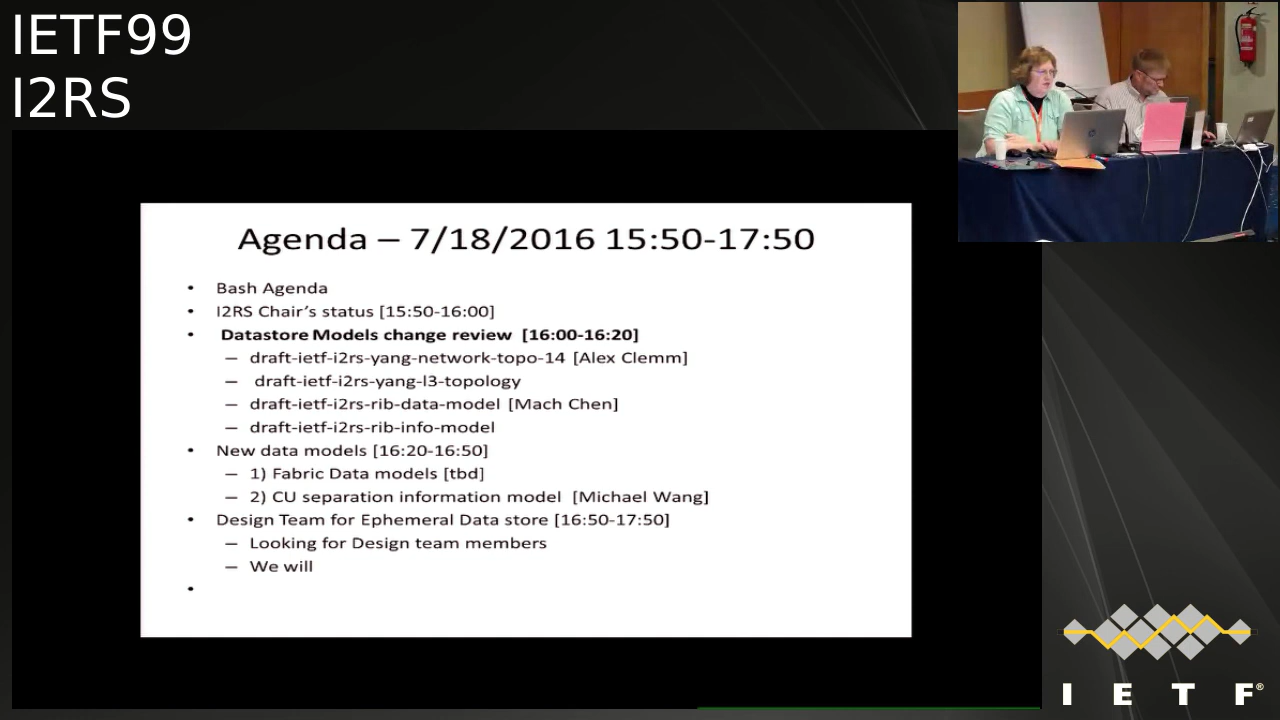 IETF99
I2RS
Agenda – 7/18/2016 15:50-17:50
• Bash Agenda
• I2RS Chair's status [15:50-16:00]
• Datastore Models change review [16:00-16:20]
– draft-ietf-i2rs-yang-network-topo-14 [Alex Clemm]
– draft-ietf-i2rs-yang-l3-topology
– draft-ietf-i2rs-rib-data-model [Mach Chen]
– draft-ietf-i2rs-rib-info-model
• New data models [16:20-16:50]
– 1) Fabric Data models [tbd]
– 2) CU separation information model [Michael Wang]
• Design Team for Ephemeral Data store [16:50-17:50]
– Looking for Design team members
– We will
•
I E T F®